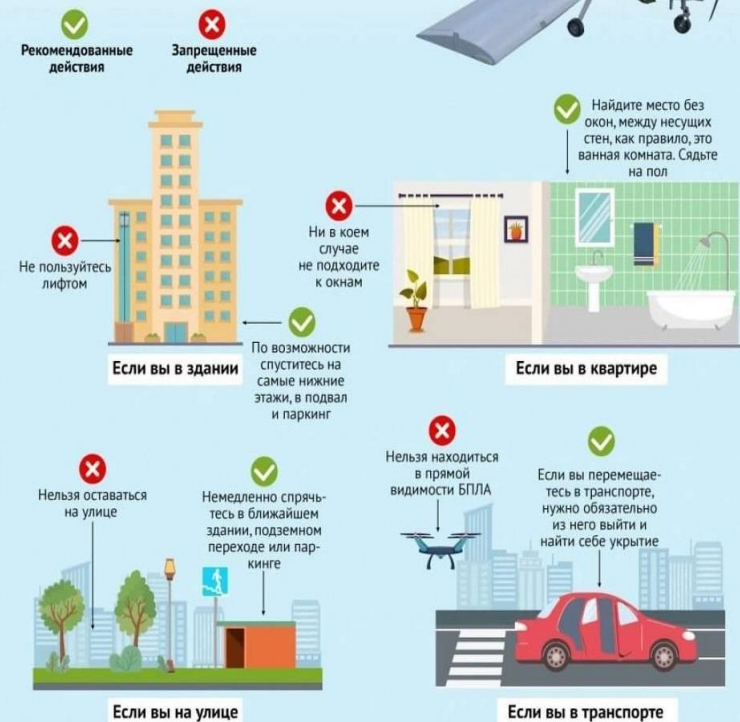 Рекомендованные
действия
Запрещенные
действия
Не пользуйтесь
лифтом
По возможности
спуститесь на
самые нижние
этажи, в подвал
и паркинг
Если вы в здании
Ни в коем
случае
не подходите
к окнам
Найдите место без
окон, между несущих
стен, как правило, это
ванная комната. Сядьте
на пол
Если вы в квартире
Нельзя оставаться
на улице
Немедленно спрячь-
тесь в ближайшем
здании, подземном
переходе или пар-
кинге
Если вы на улице
Нельзя находиться
в прямой
видимости БПЛА
Если вы перемещае-
тесь в транспорте,
нужно обязательно
из него выйти и
найти себе укрытие
Если вы в транспорте